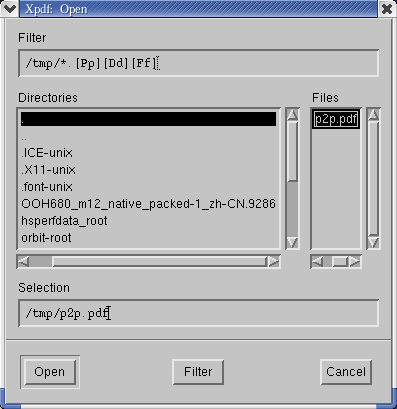 Xpdf: Open
Filter
/tmp/*.[Pp][Dd][Ff]
Directories
Files
.
p2p.pdf
..
.ICE-unix
.X11-unix
.font-unix
OOH680_m12_native_packed-1_zh-CN.9286
hsperfdata_root
orbit-root
Selection
/tmp/p2p.pdf
Open
Filter
Cancel